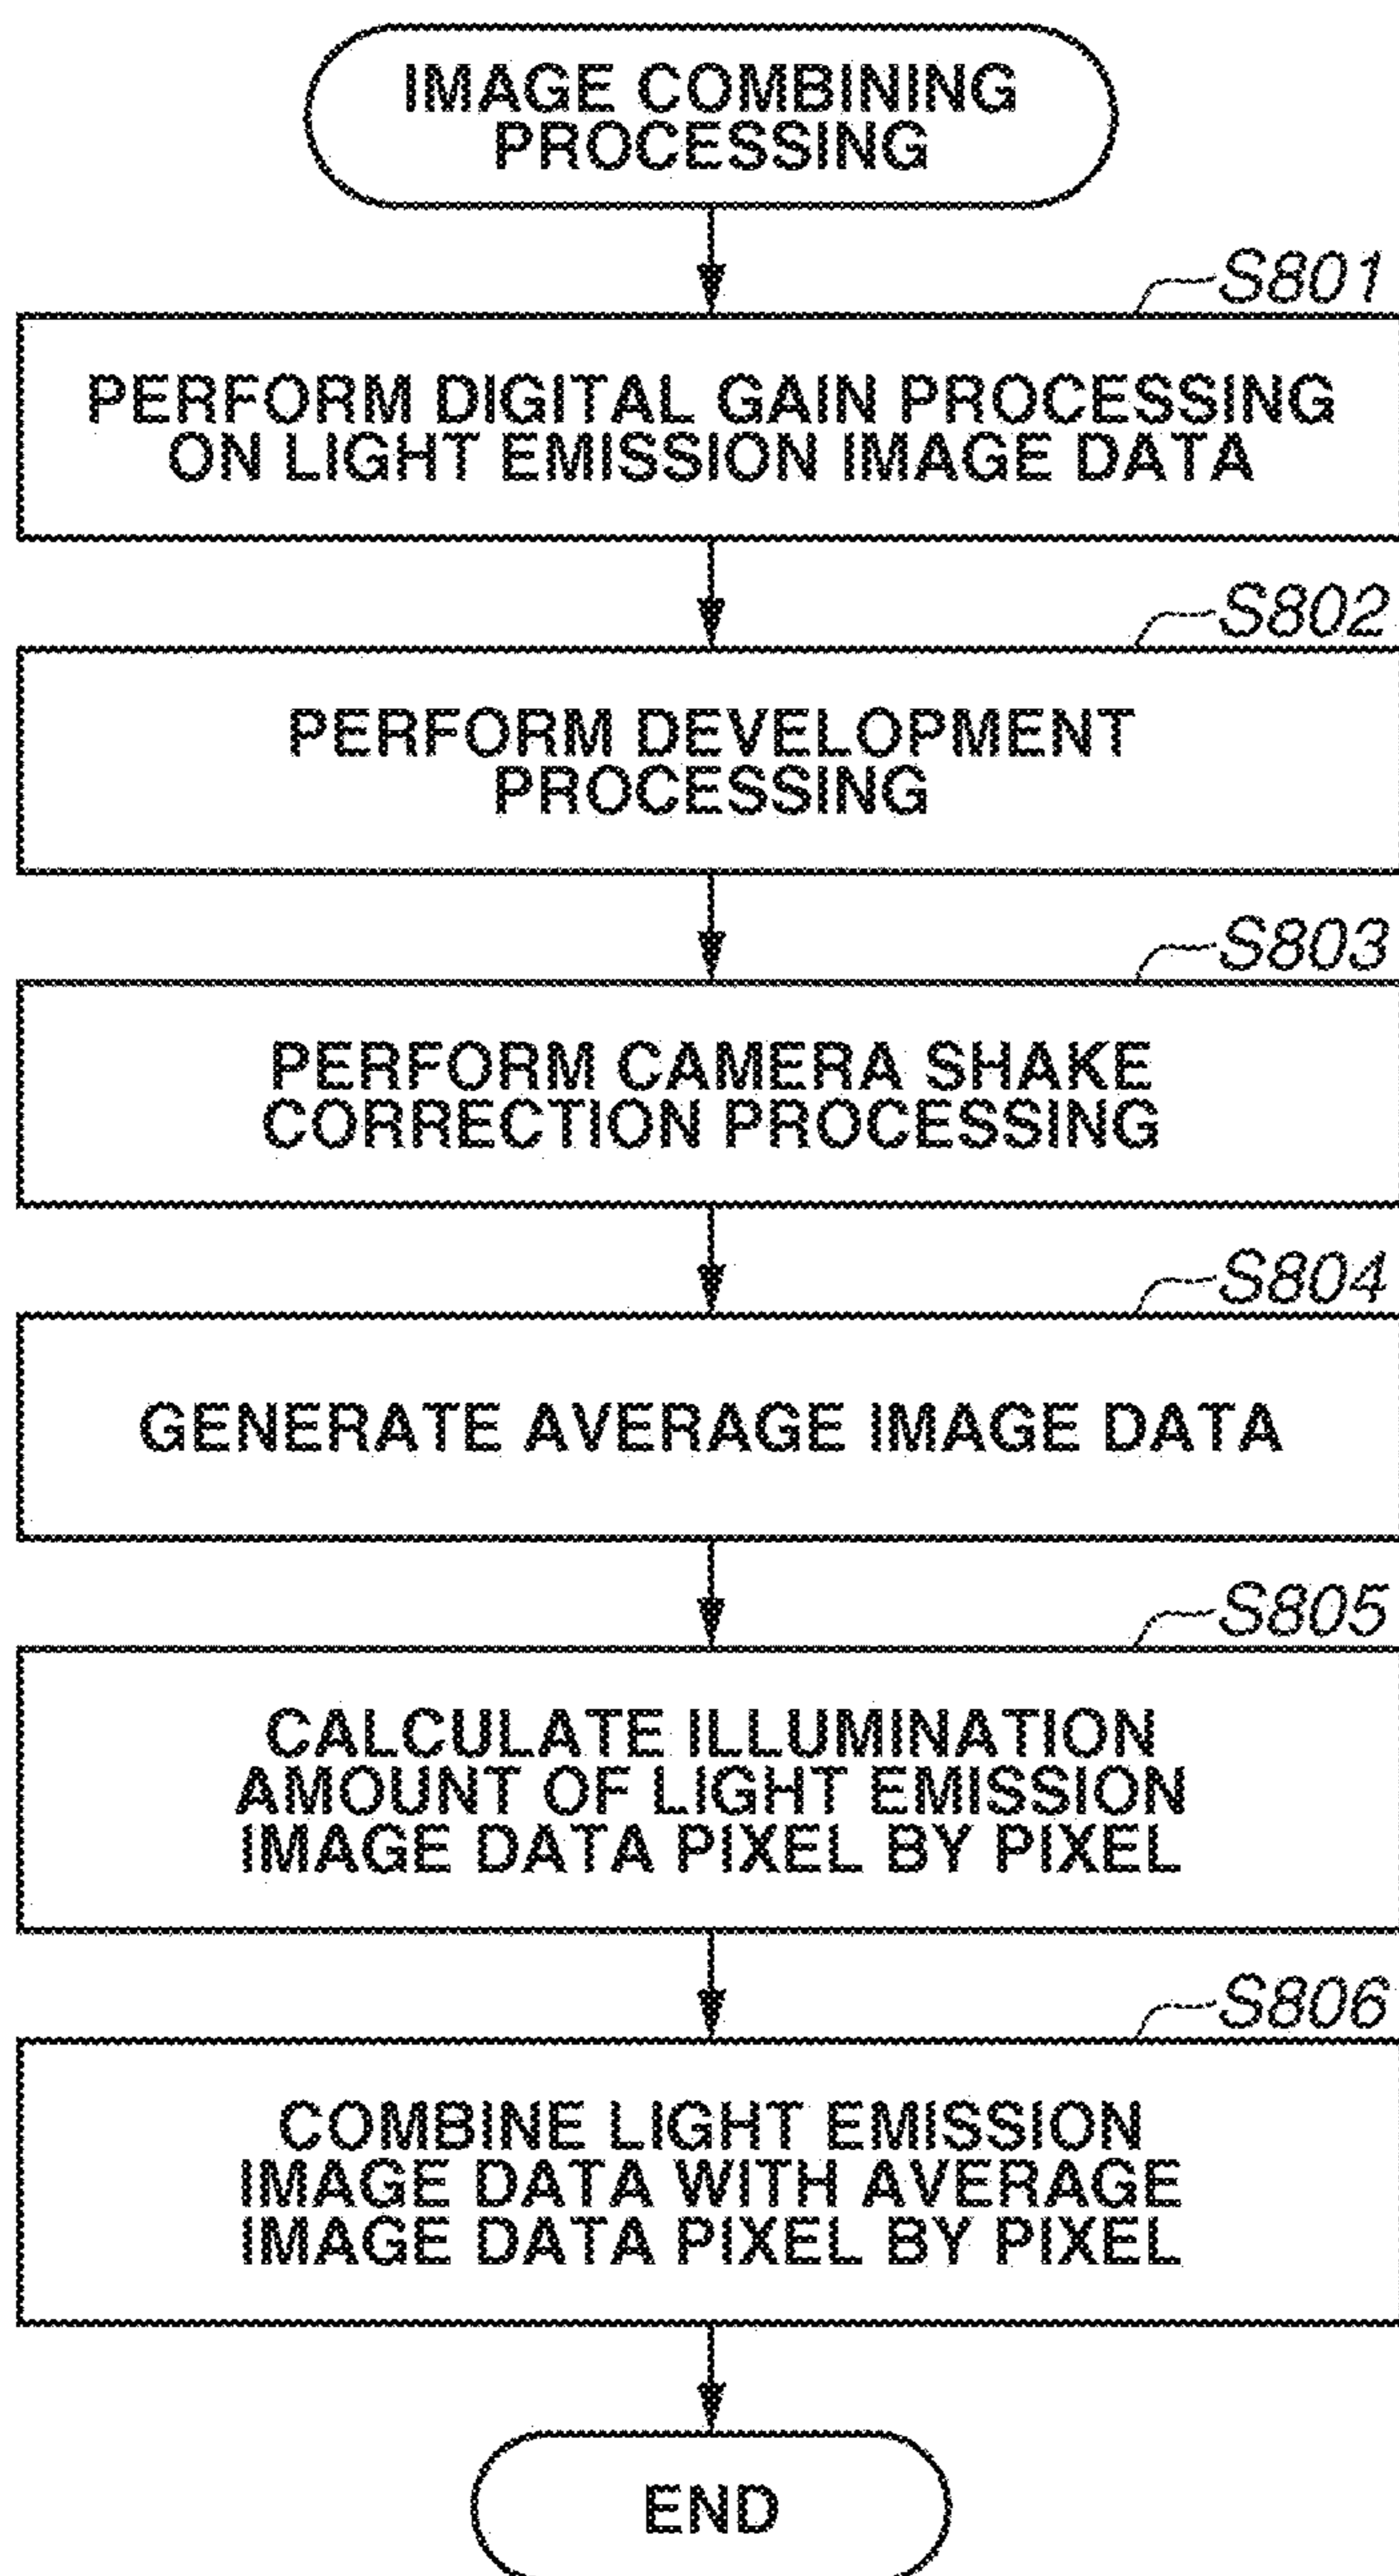 IMAGE COMBINING
PROCESSING
S801
PERFORM DIGITAL GAIN PROCESSING
ON LIGHT EMISSION IMAGE DATA
S802
PERFORM DEVELOPMENT
PROCESSING
S803
PERFORM CAMERA SHAKE
CORRECTION PROCESSING
S804
GENERATE AVERAGE IMAGE DATA
S805
CALCULATE ILLUMINATION
AMOUNT OF LIGHT EMISSION
IMAGE DATA PIXEL BY PIXEL
S806
COMBINE LIGHT EMISSION
IMAGE DATA WITH AVERAGE
IMAGE DATA PIXEL BY PIXEL
END